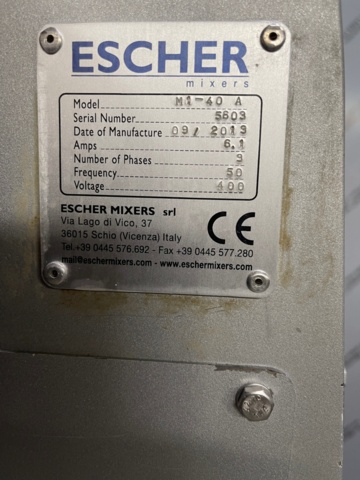 ESCHER
mixers
Model M1-40 A
Serial Number 5603
Date of Manufacture 09/ 2013
Amps 6,1
Number of Phases 3
Frequency 50
Voltage 400
ESCHER MIXERS srl
Via Lago di Vico, 37
36015 Schio (Vicenza) Italy
Tel.+39 0445 576.692 - Fax +39 0445 577.280
mail@eschermixers.com - www.eschermixers.com
CE